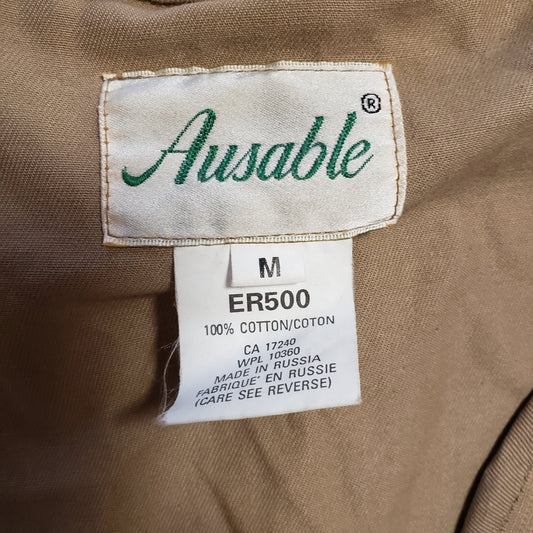 Ausable ®
M
ER500
100% COTTON/COTON
CA 17240
WPL 10360
MADE IN RUSSIA
FABRIQUE' EN RUSSIE
(CARE SEE REVERSE)